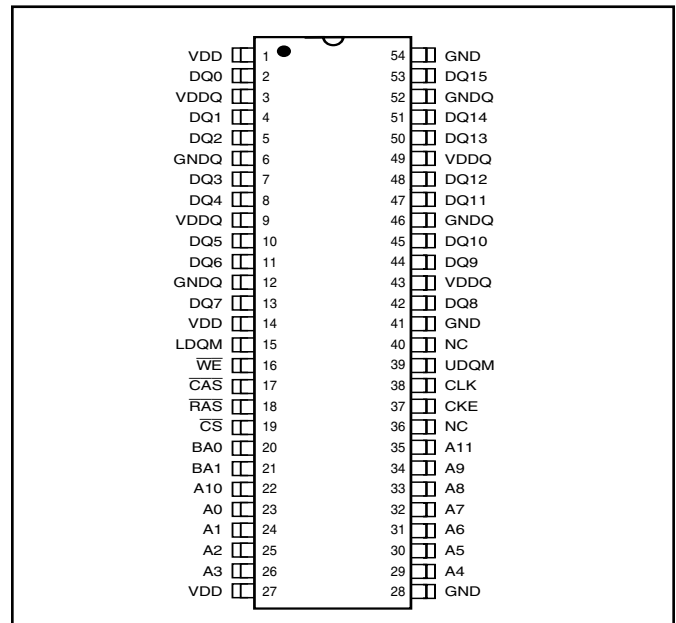 VDD 1 54 GND
DQ0 2 53 DQ15
VDDQ 3 52 GNDQ
DQ1 4 51 DQ14
DQ2 5 50 DQ13
GNDQ 6 49 VDDQ
DQ3 7 48 DQ12
DQ4 8 47 DQ11
VDDQ 9 46 GNDQ
DQ5 10 45 DQ10
DQ6 11 44 DQ9
GNDQ 12 43 VDDQ
DQ7 13 42 DQ8
VDD 14 41 GND
LDQM 15 40 NC
W̅E̅ 16 39 UDQM
C̅A̅S̅ 17 38 CLK
R̅A̅S̅ 18 37 CKE
C̅S̅ 19 36 NC
BA0 20 35 A11
BA1 21 34 A9
A10 22 33 A8
A0 23 32 A7
A1 24 31 A6
A2 25 30 A5
A3 26 29 A4
VDD 27 28 GND